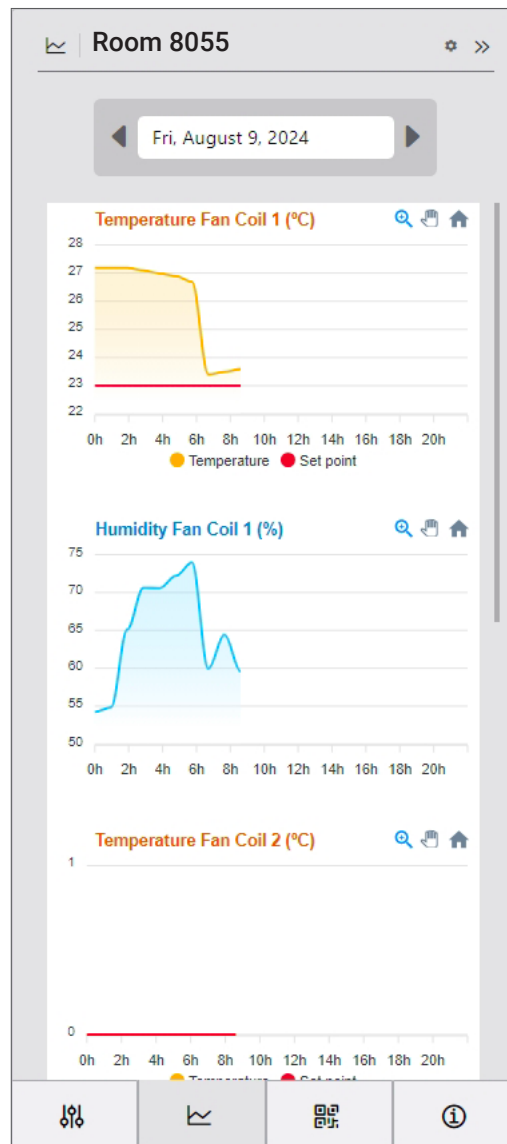 Room 8055
Fri, August 9, 2024
Temperature Fan Coil 1 (ºC)
28
27
26
25
24
23
22
0h 2h 4h 6h 8h 10h 12h 14h 16h 18h 20h
Temperature Set point
Humidity Fan Coil 1 (%)
75
70
65
60
55
50
0h 2h 4h 6h 8h 10h 12h 14h 16h 18h 20h
Temperature Fan Coil 2 (ºC)
1
0
0h 2h 4h 6h 8h 10h 12h 14h 16h 18h 20h
Temperature Set point